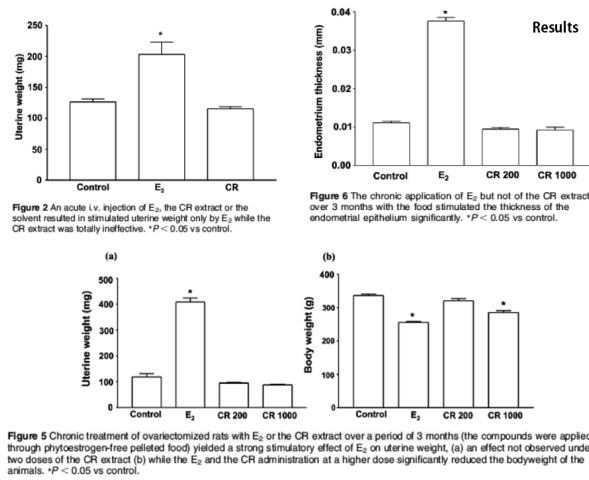 Results
Uterine weight (mg)
250
200
150
100
50
0
*
Control E2 CR
Figure 2 An acute i.v. injection of E2, the CR extract or the
solvent resulted in stimulated uterine weight only by E2 while the
CR extract was totally ineffective. *P < 0.05 vs control.
Endometrium thickness (mm)
0.04
0.03
0.02
0.01
0.00
*
Control E2 CR 200 CR 1000
Figure 6 The chronic application of E2 but not of the CR extract
over 3 months with the food stimulated the thickness of the
endometrial epithelium significantly. *P < 0.05 vs control.
(a)
Uterine weight (mg)
500
400
300
200
100
0
*
Control E2 CR 200 CR 1000
(b)
Body weight (g)
400
300
200
100
0
* *
Control E2 CR 200 CR 1000
Figure 5 Chronic treatment of ovariectomized rats with E2 or the CR extract over a period of 3 months (the compounds were applied
through phytoestrogen-free pelleted food) yielded a strong stimulatory effect of E2 on uterine weight, (a) an effect not observed unde
two doses of the CR extract (b) while the E2 and the CR administration at a higher dose significantly reduced the bodyweight of the
animals. *P < 0.05 vs control.